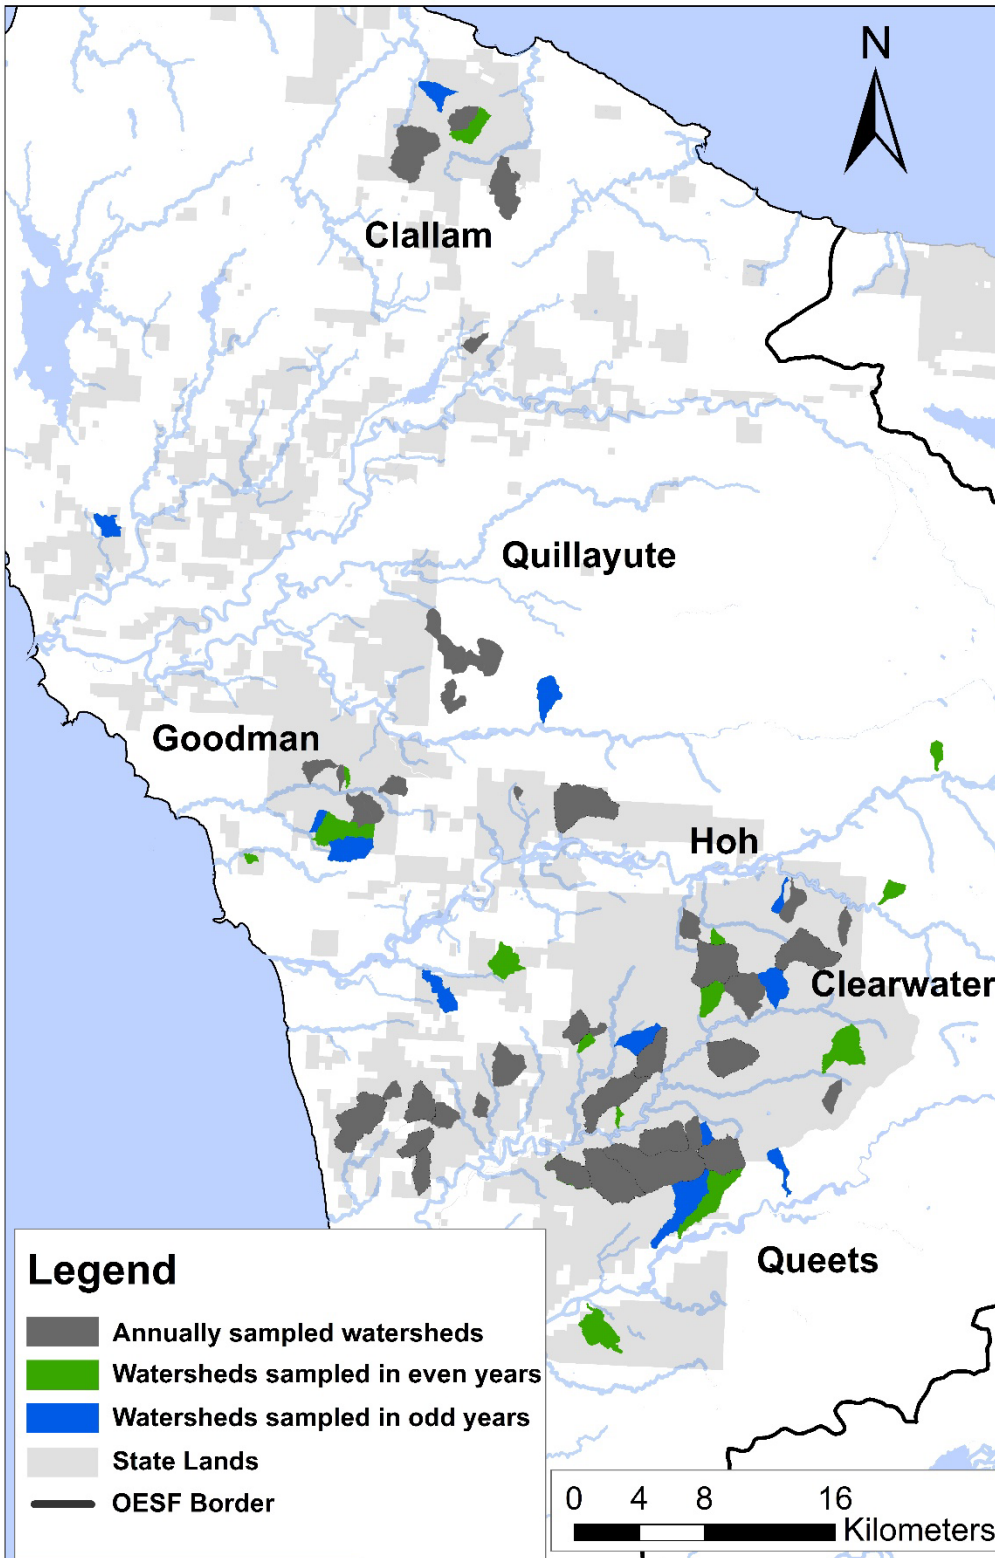 N
Clallam
Quillayute
Goodman
Hoh
Clearwater
Queets
Legend
Annually sampled watersheds
Watersheds sampled in even years
Watersheds sampled in odd years
State Lands
OESF Border
0 4 8 16
Kilometers